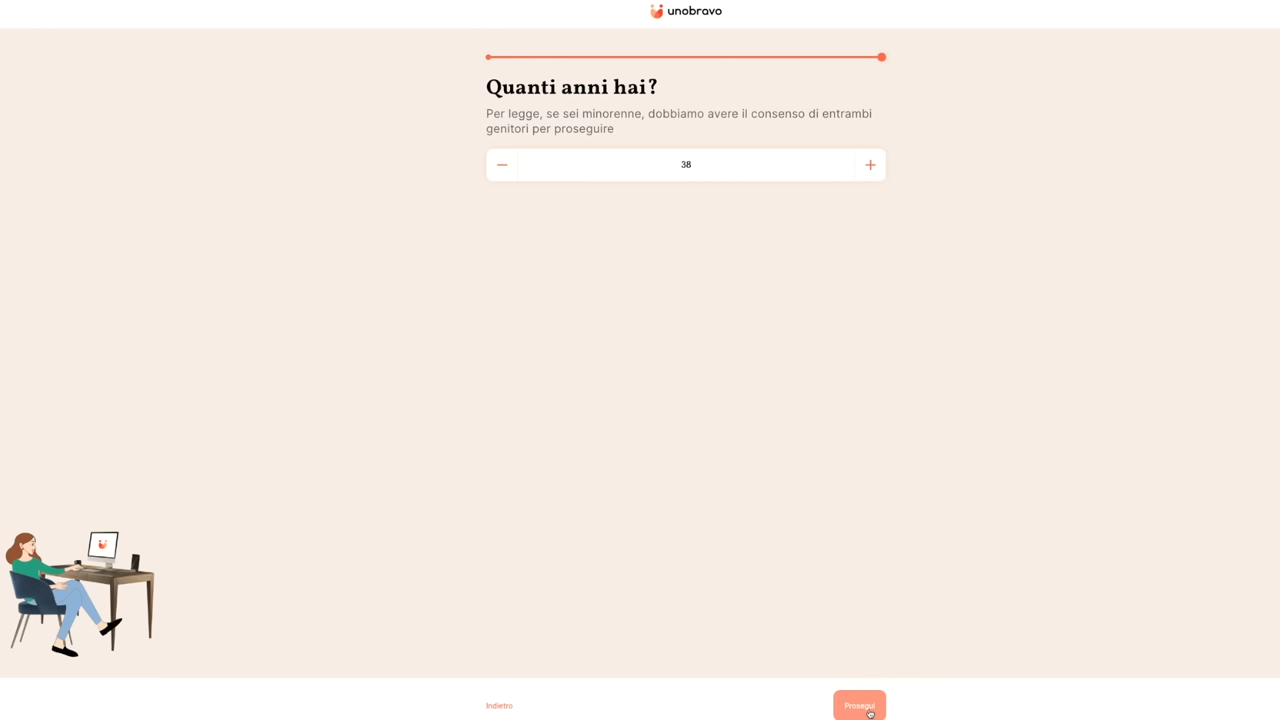 unobravo
Quanti anni hai?
Per legge, se sei minorenne, dobbiamo avere il consenso di entrambi
genitori per proseguire
38
Indietro
Prosegui